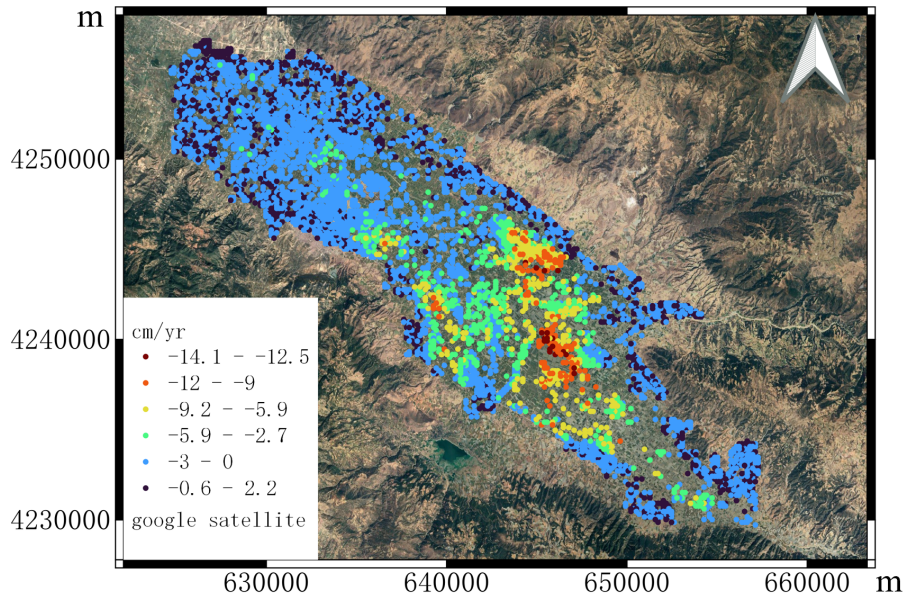 m
4250000
4240000
4230000
cm/yr
-14.1 - -12.5
-12 - -9
-9.2 - -5.9
-5.9 - -2.7
-3 - 0
-0.6 - 2.2
google satellite
630000 640000 650000 660000 m